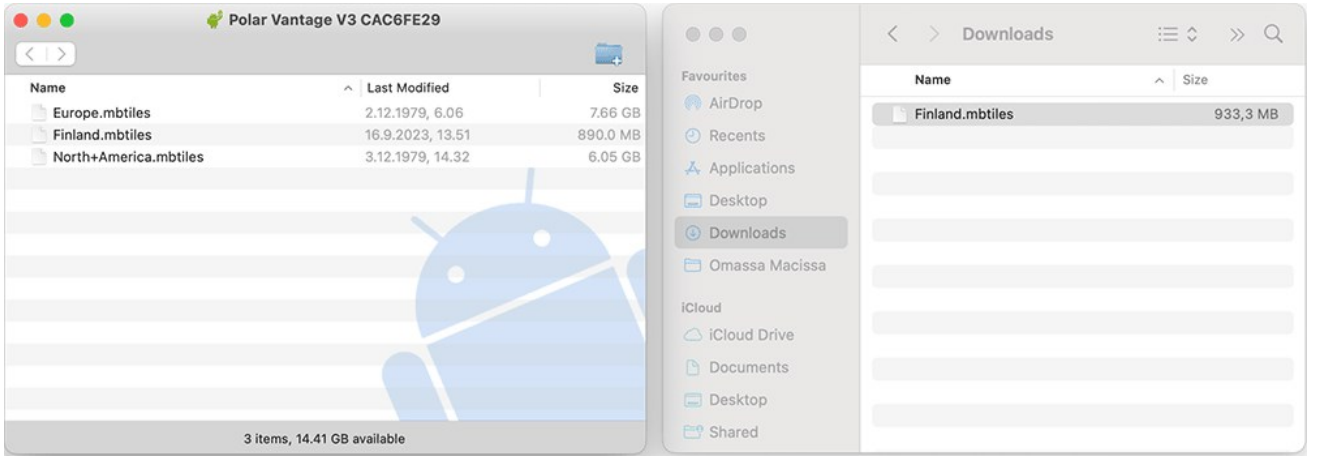 Polar Vantage V3 CAC6FE29
Name Last Modified Size
Europe.mbtiles 2.12.1979, 6.06 7.66 GB
Finland.mbtiles 16.9.2023, 13.51 890.0 MB
North+America.mbtiles 3.12.1979, 14.32 6.05 GB
3 items, 14.41 GB available
Favourites
AirDrop
Recents
Applications
Desktop
Downloads
Omassa Macissa
iCloud
iCloud Drive
Documents
Desktop
Shared
Downloads
Name Size
Finland.mbtiles 933,3 MB